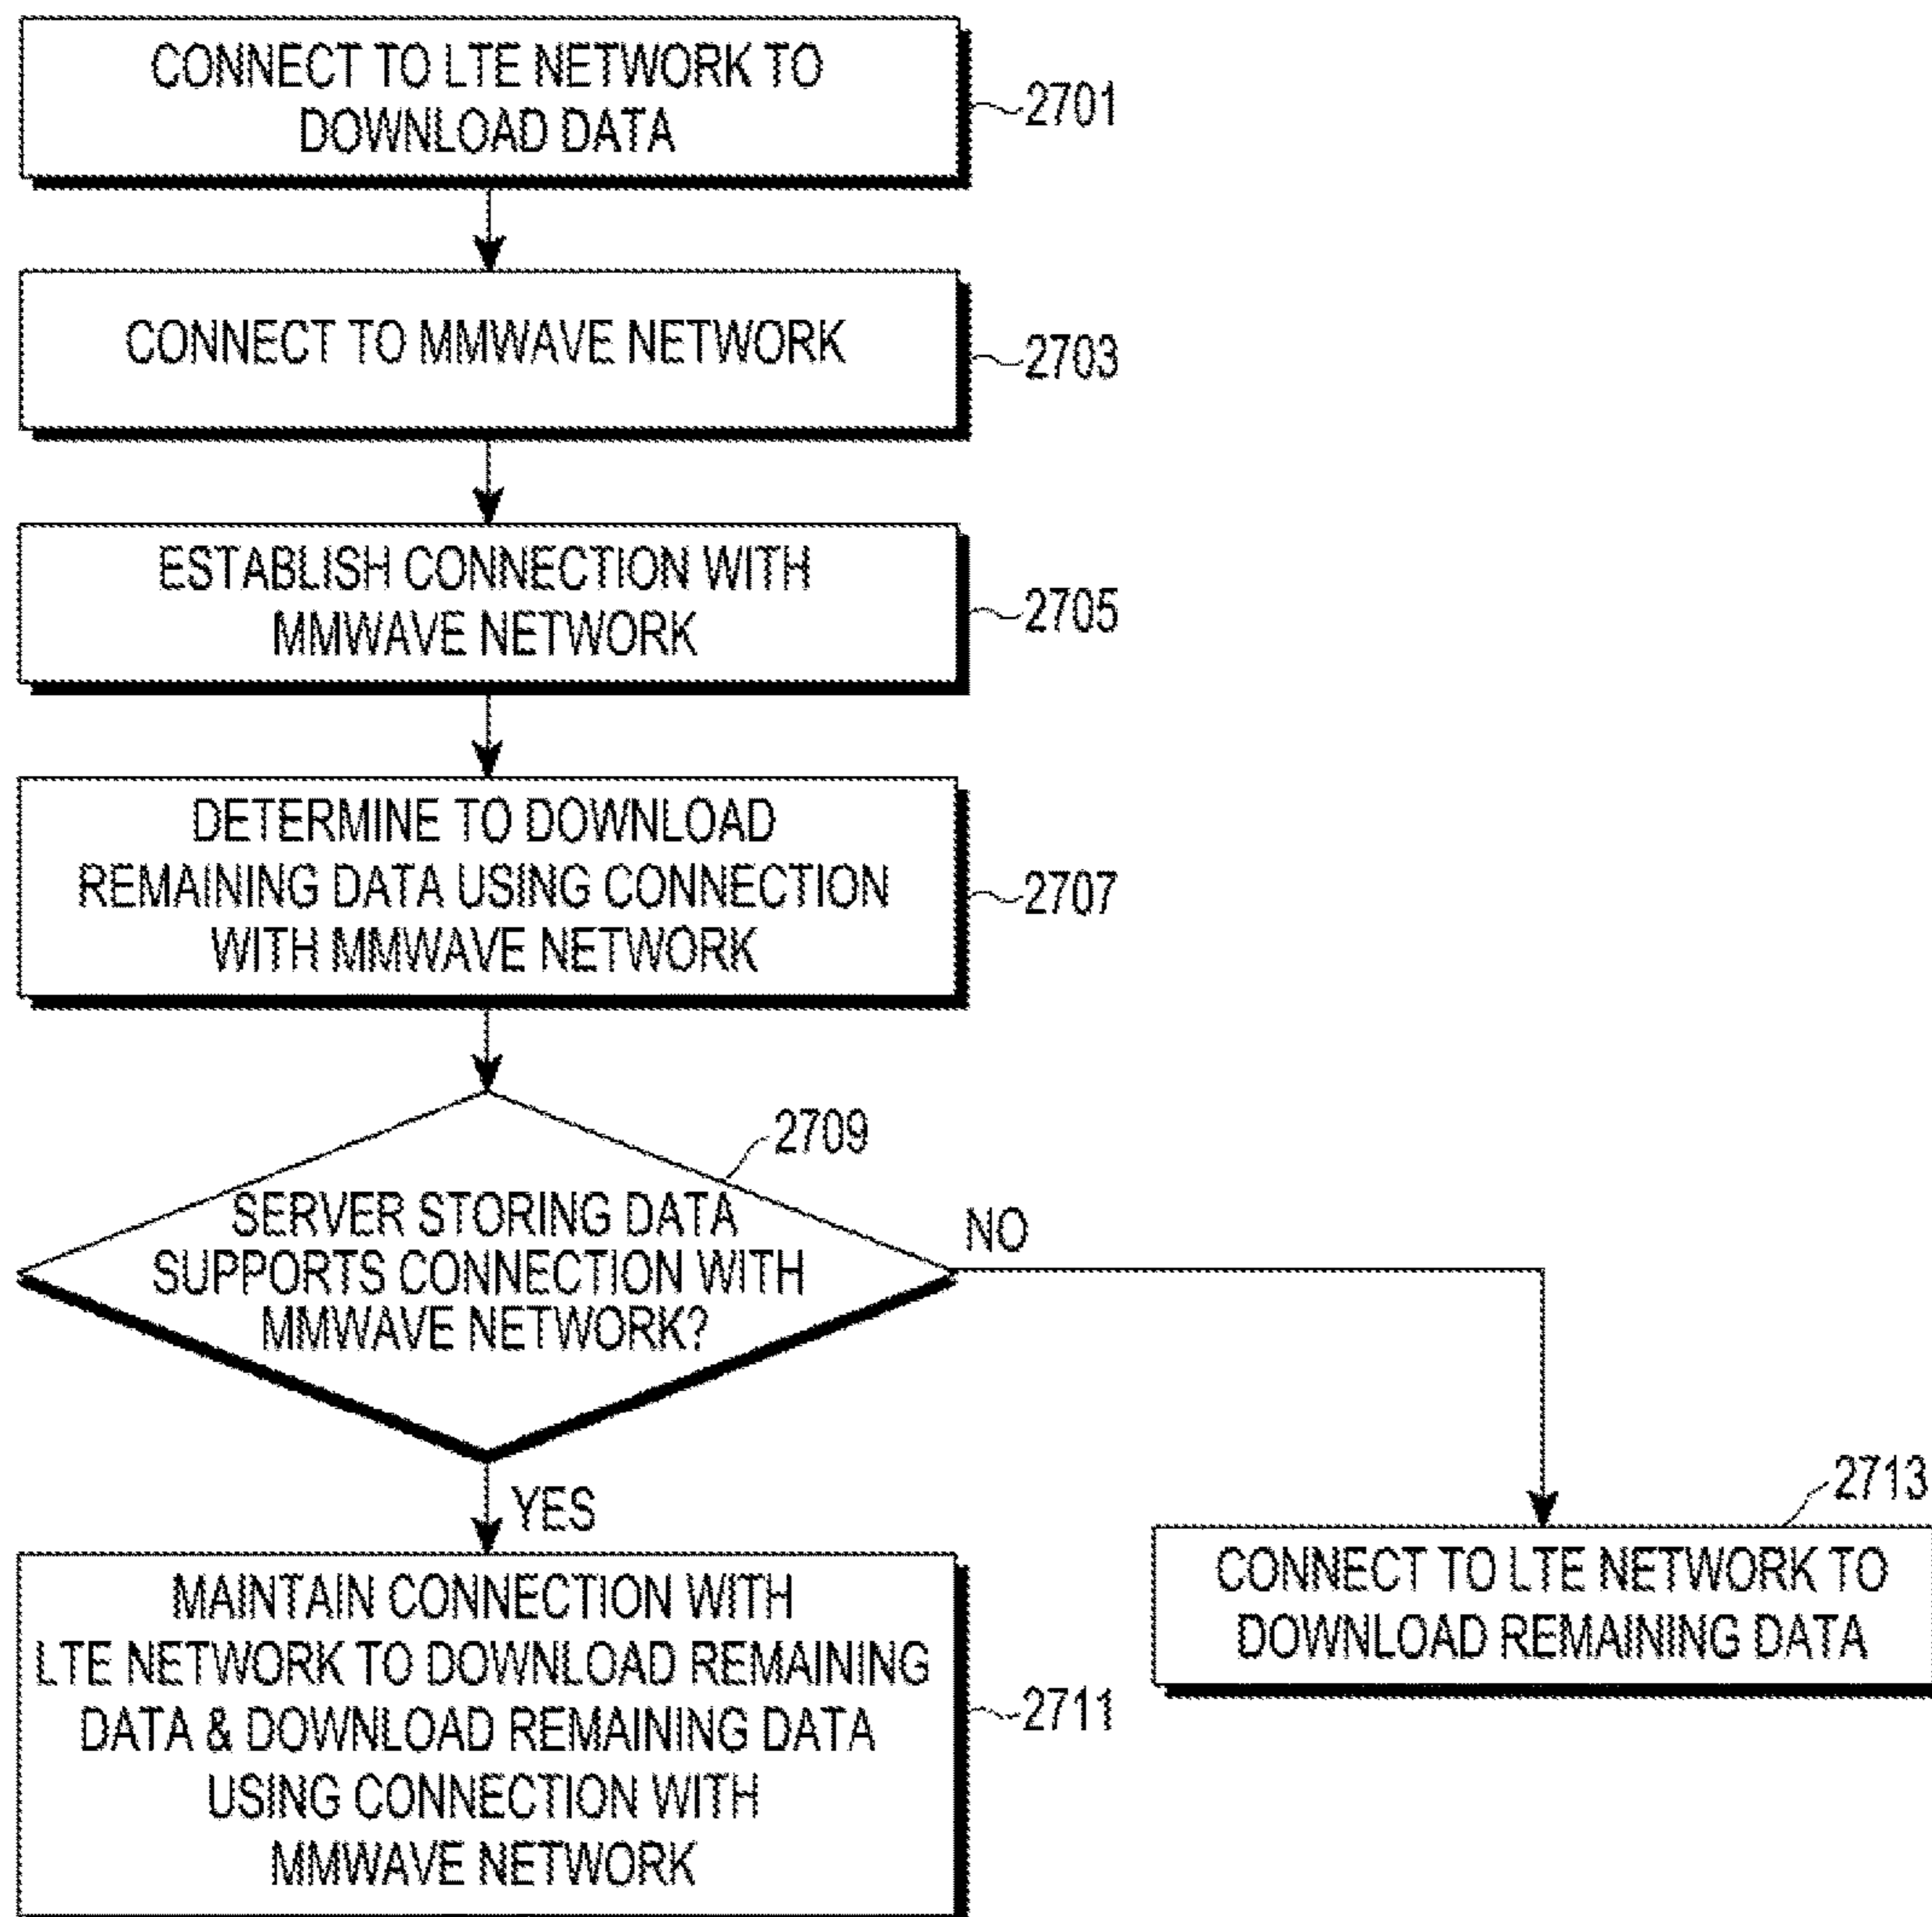 CONNECT TO LTE NETWORK TO
DOWNLOAD DATA
2701
CONNECT TO MMWAVE NETWORK
2703
ESTABLISH CONNECTION WITH
MMWAVE NETWORK
2705
DETERMINE TO DOWNLOAD
REMAINING DATA USING CONNECTION
WITH MMWAVE NETWORK
2707
2709
SERVER STORING DATA
SUPPORTS CONNECTION WITH
MMWAVE NETWORK?
NO
YES
MAINTAIN CONNECTION WITH
LTE NETWORK TO DOWNLOAD REMAINING
DATA & DOWNLOAD REMAINING DATA
USING CONNECTION WITH
MMWAVE NETWORK
2711
2713
CONNECT TO LTE NETWORK TO
DOWNLOAD REMAINING DATA